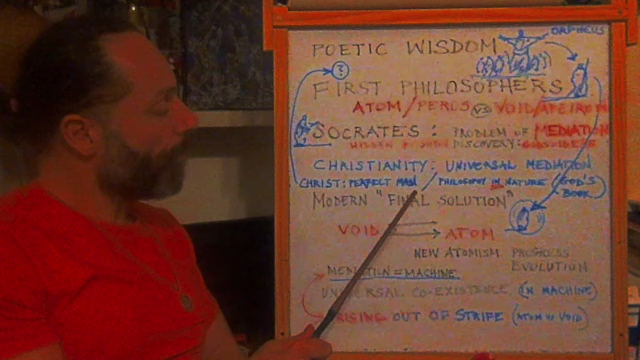 ORPHEUS
POETIC WISDOM
FIRST PHILOSOPHERS
ATOM/PEROS VS VOID/APEIRON
SOCRATES: PROBLEM OF MEDIATION
DISCOVERY:
CHRISTIANITY: UNIVERSAL MEDIATION
CHRIST: PERFECT MAN / PHILOSOPHY IN NATURE (GOD'S BOOK)
MODERN "FINAL SOLUTION"
VOID ATOM
NEW ATOMISM PROGRESS
EVOLUTION
MEDIATION = MACHINE
UNIVERSAL CO-EXISTENCE (IN MACHINE)
RISING OUT OF STRIFE (ATOM VS VOID)